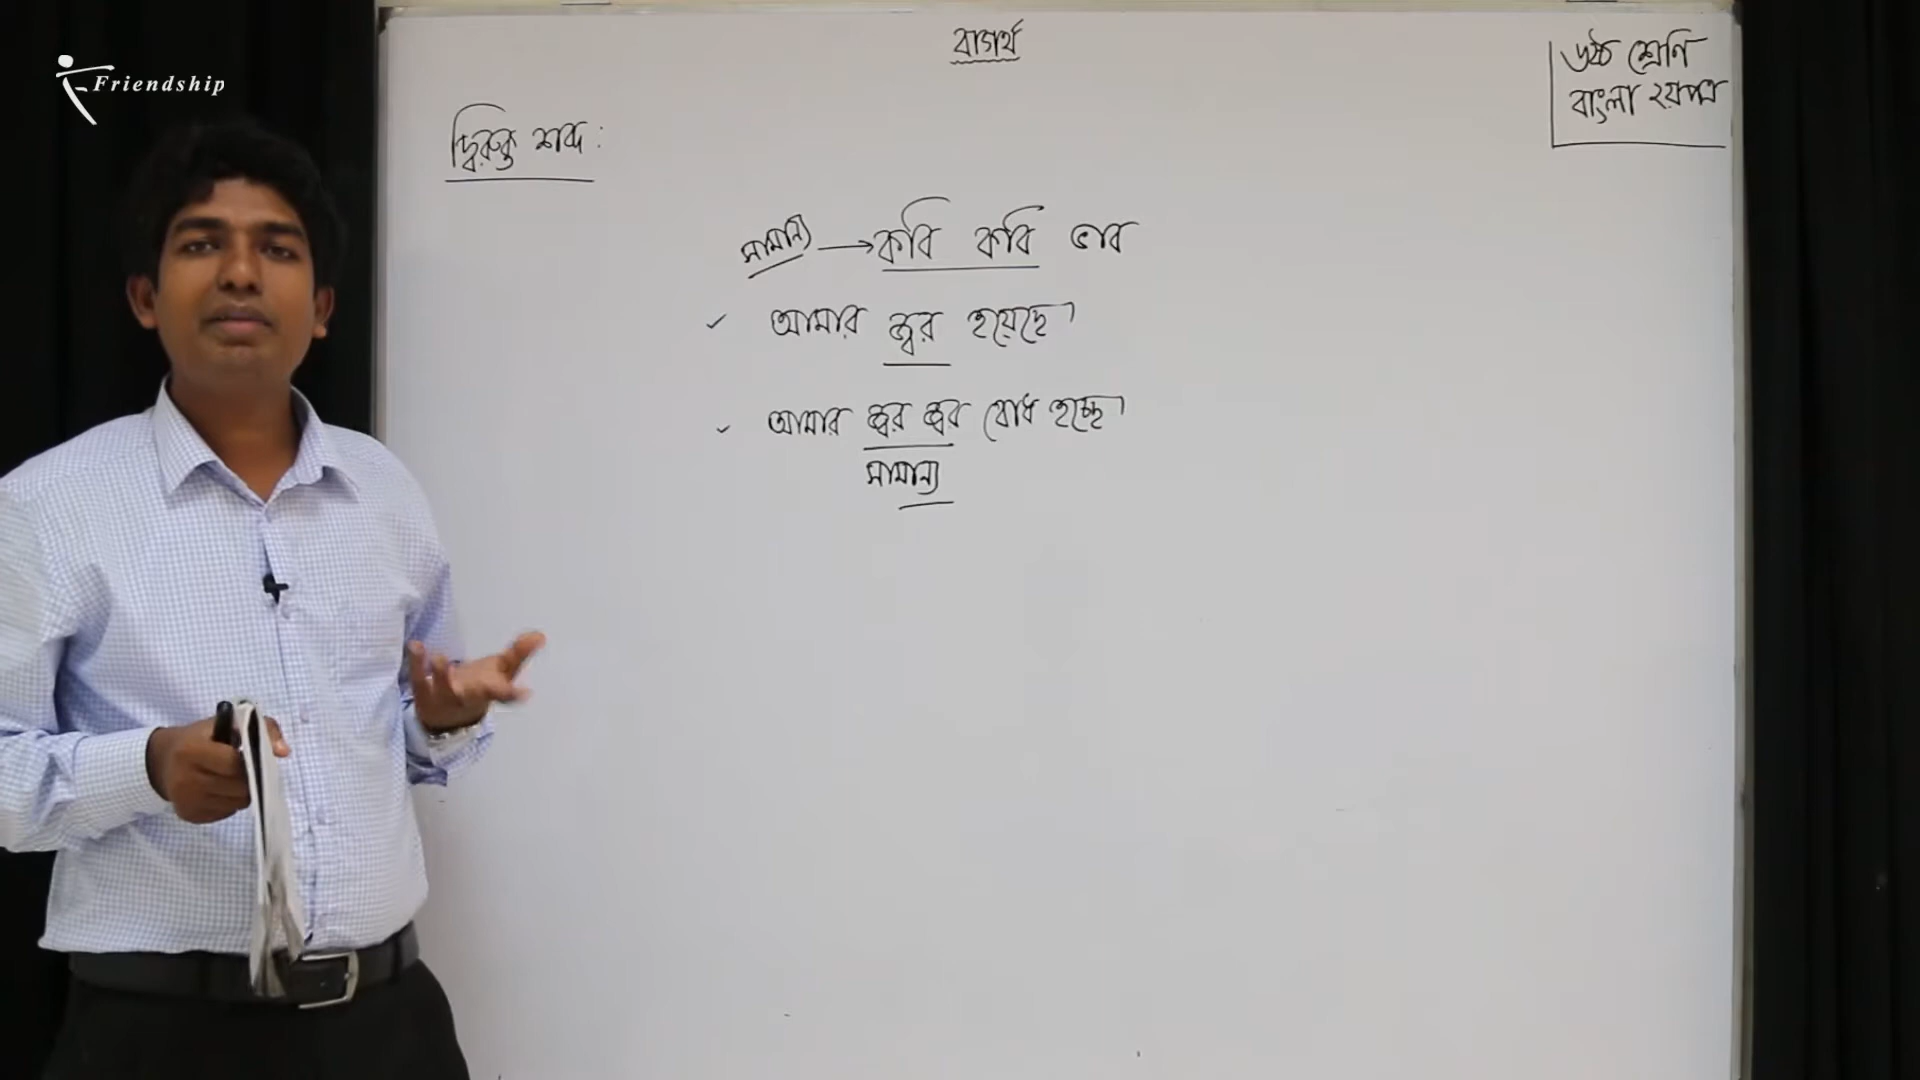 Friendship
বাগর্থ
৬ষ্ঠ শ্রেণি
বাংলা ২য়পত্র
দ্বিরুক্ত শব্দ :
সামান্য → কবি কবি ভাব
✓ আমার জ্বর হয়েছে।
✓ আমার জ্বর জ্বর বোধ হচ্ছে।
সামান্য